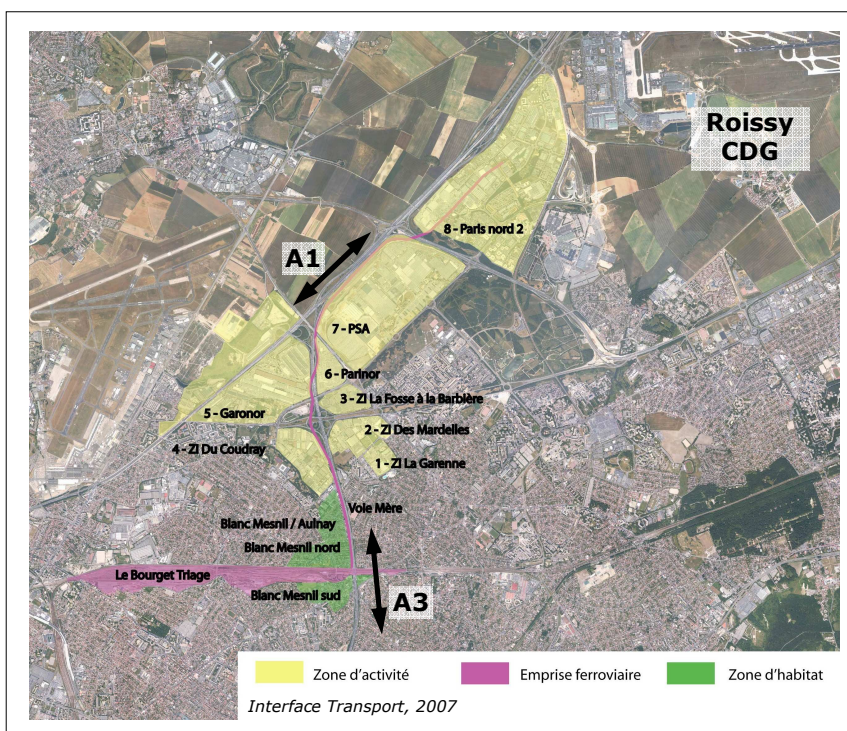 Roissy
CDG
8 - Paris nord 2
A1
7 - PSA
6 - Parinor
3 - ZI La Fosse à la Barbière
5 - Garonor
2 - ZI Des Mardelles
4 - ZI Du Coudray
1 - ZI La Garenne
Voie Mère
Blanc Mesnil / Aulnay
Blanc Mesnil nord
Le Bourget Triage
Blanc Mesnil sud
A3
Zone d'activité
Emprise ferroviaire
Zone d'habitat
Interface Transport, 2007